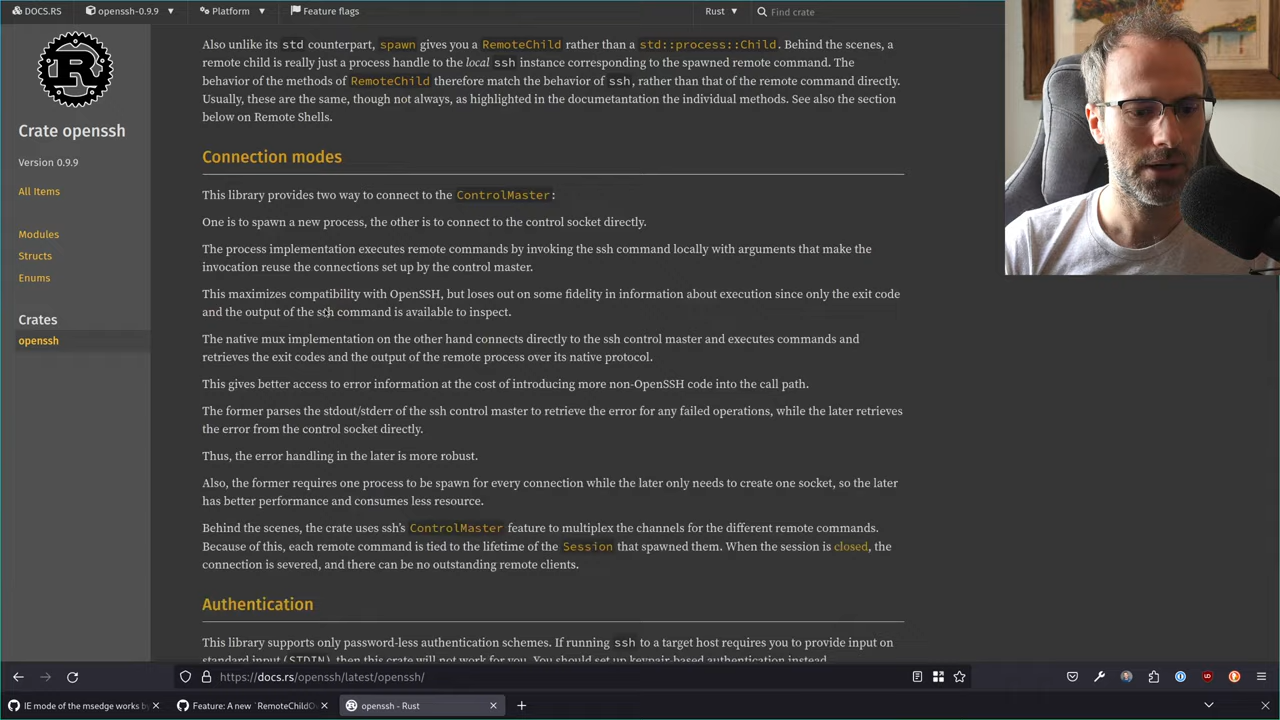 DOCS.RS
openssh-0.9.9
Platform
Feature flags
Rust
Find crate
Crate openssh
Version 0.9.9
All Items
Modules
Structs
Enums
Crates
openssh
Also unlike its std counterpart, spawn gives you a RemoteChild rather than a std::process::Child. Behind the scenes, a
remote child is really just a process handle to the local ssh instance corresponding to the spawned remote command. The
behavior of the methods of RemoteChild therefore match the behavior of ssh, rather than that of the remote command directly.
Usually, these are the same, though not always, as highlighted in the documetantation the individual methods. See also the section
below on Remote Shells.
Connection modes
This library provides two way to connect to the ControlMaster:
One is to spawn a new process, the other is to connect to the control socket directly.
The process implementation executes remote commands by invoking the ssh command locally with arguments that make the
invocation reuse the connections set up by the control master.
This maximizes compatibility with OpenSSH, but loses out on some fidelity in information about execution since only the exit code
and the output of the ssh command is available to inspect.
The native mux implementation on the other hand connects directly to the ssh control master and executes commands and
retrieves the exit codes and the output of the remote process over its native protocol.
This gives better access to error information at the cost of introducing more non-OpenSSH code into the call path.
The former parses the stdout/stderr of the ssh control master to retrieve the error for any failed operations, while the later retrieves
the error from the control socket directly.
Thus, the error handling in the later is more robust.
Also, the former requires one process to be spawn for every connection while the later only needs to create one socket, so the later
has better performance and consumes less resource.
Behind the scenes, the crate uses ssh's ControlMaster feature to multiplex the channels for the different remote commands.
Because of this, each remote command is tied to the lifetime of the Session that spawned them. When the session is closed, the
connection is severed, and there can be no outstanding remote clients.
Authentication
This library supports only password-less authentication schemes. If running ssh to a target host requires you to provide input on
standard input (STDIN), then this crate will not work for you. You should set up keypair-based authentication instead.
https://docs.rs/openssh/latest/openssh/
IE mode of the msedge works by
Feature: A new `RemoteChildO
openssh - Rust